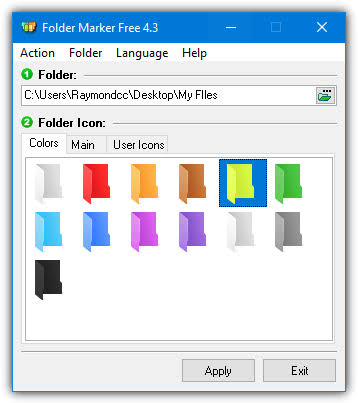 Folder Marker Free 4.3
Action Folder Language Help
1 Folder:
C:\Users\Raymondcc\Desktop\My FIles
2 Folder Icon:
Colors Main User Icons
Apply Exit